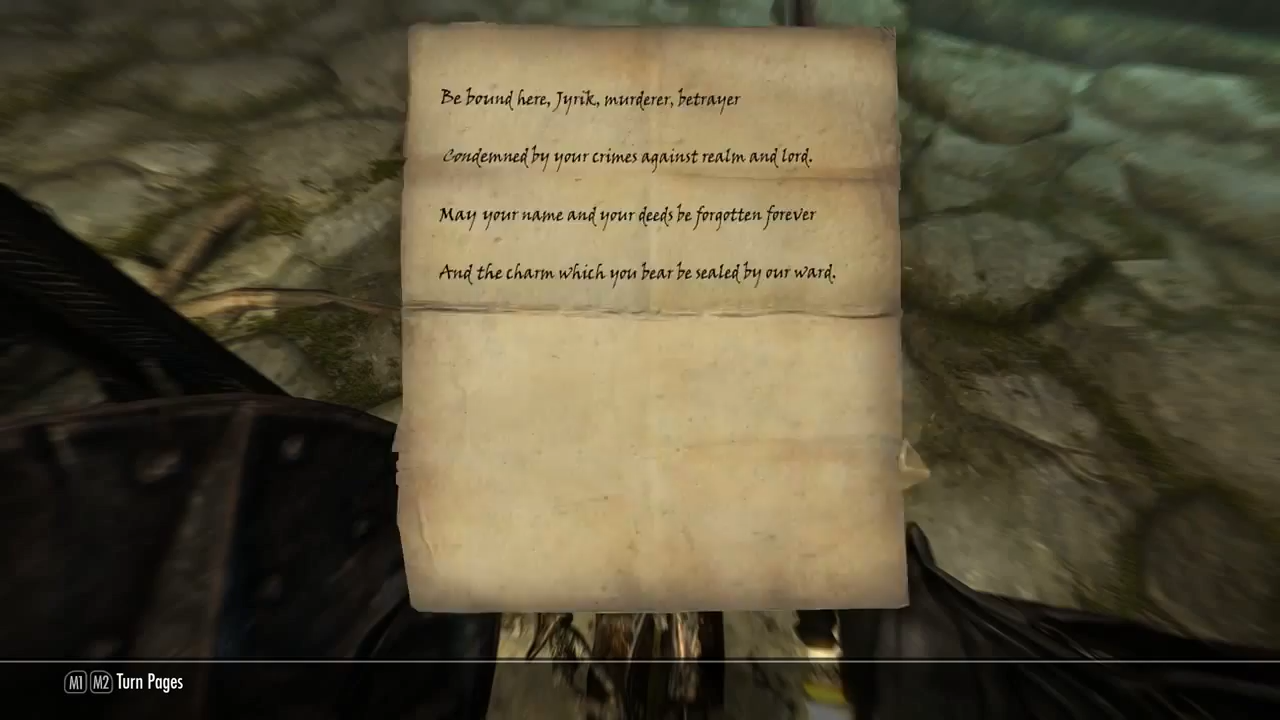 Be bound here, Jyrik, murderer, betrayer
Condemned by your crimes against realm and lord.
May your name and your deeds be forgotten forever
And the charm which you bear be sealed by our ward.
M1 M2 Turn Pages